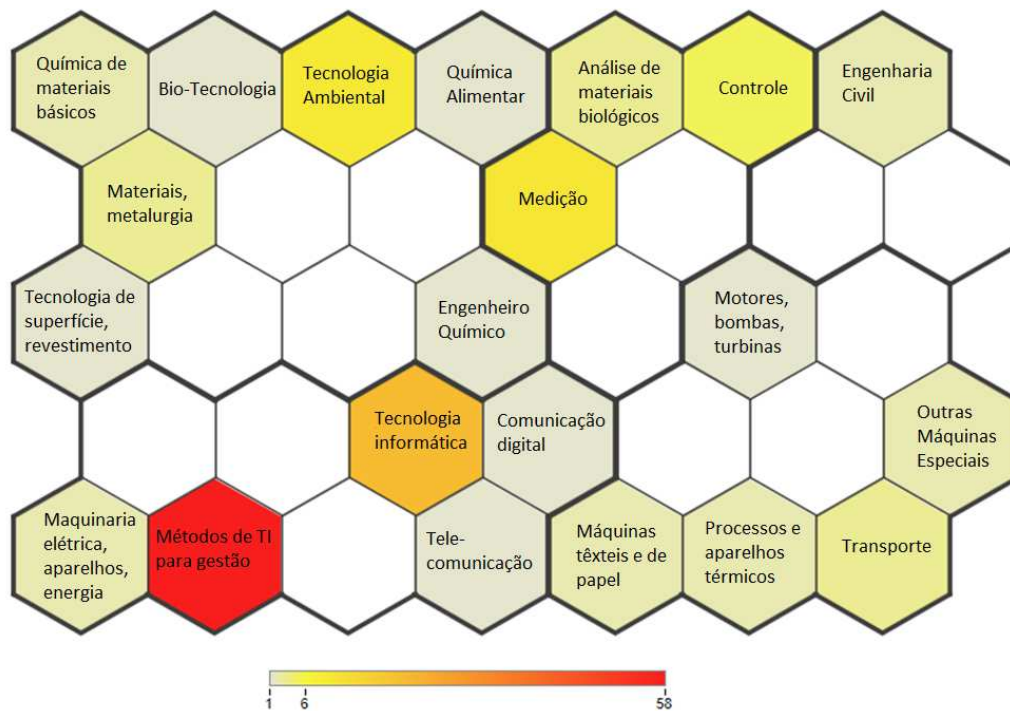 Química de
materiais
básicos
Bio-Tecnologia
Tecnologia
Ambiental
Química
Alimentar
Análise de
materiais
biológicos
Controle
Engenharia
Civil
Materiais,
metalurgia
Medição
Tecnologia de
superfície,
revestimento
Engenheiro
Químico
Motores,
bombas,
turbinas
Tecnologia
informática
Comunicação
digital
Outras
Máquinas
Especiais
Maquinaria
elétrica,
aparelhos,
energia
Métodos de TI
para gestão
Tele-
comunicação
Máquinas
têxteis e de
papel
Processos e
aparelhos
térmicos
Transporte
1 6 58